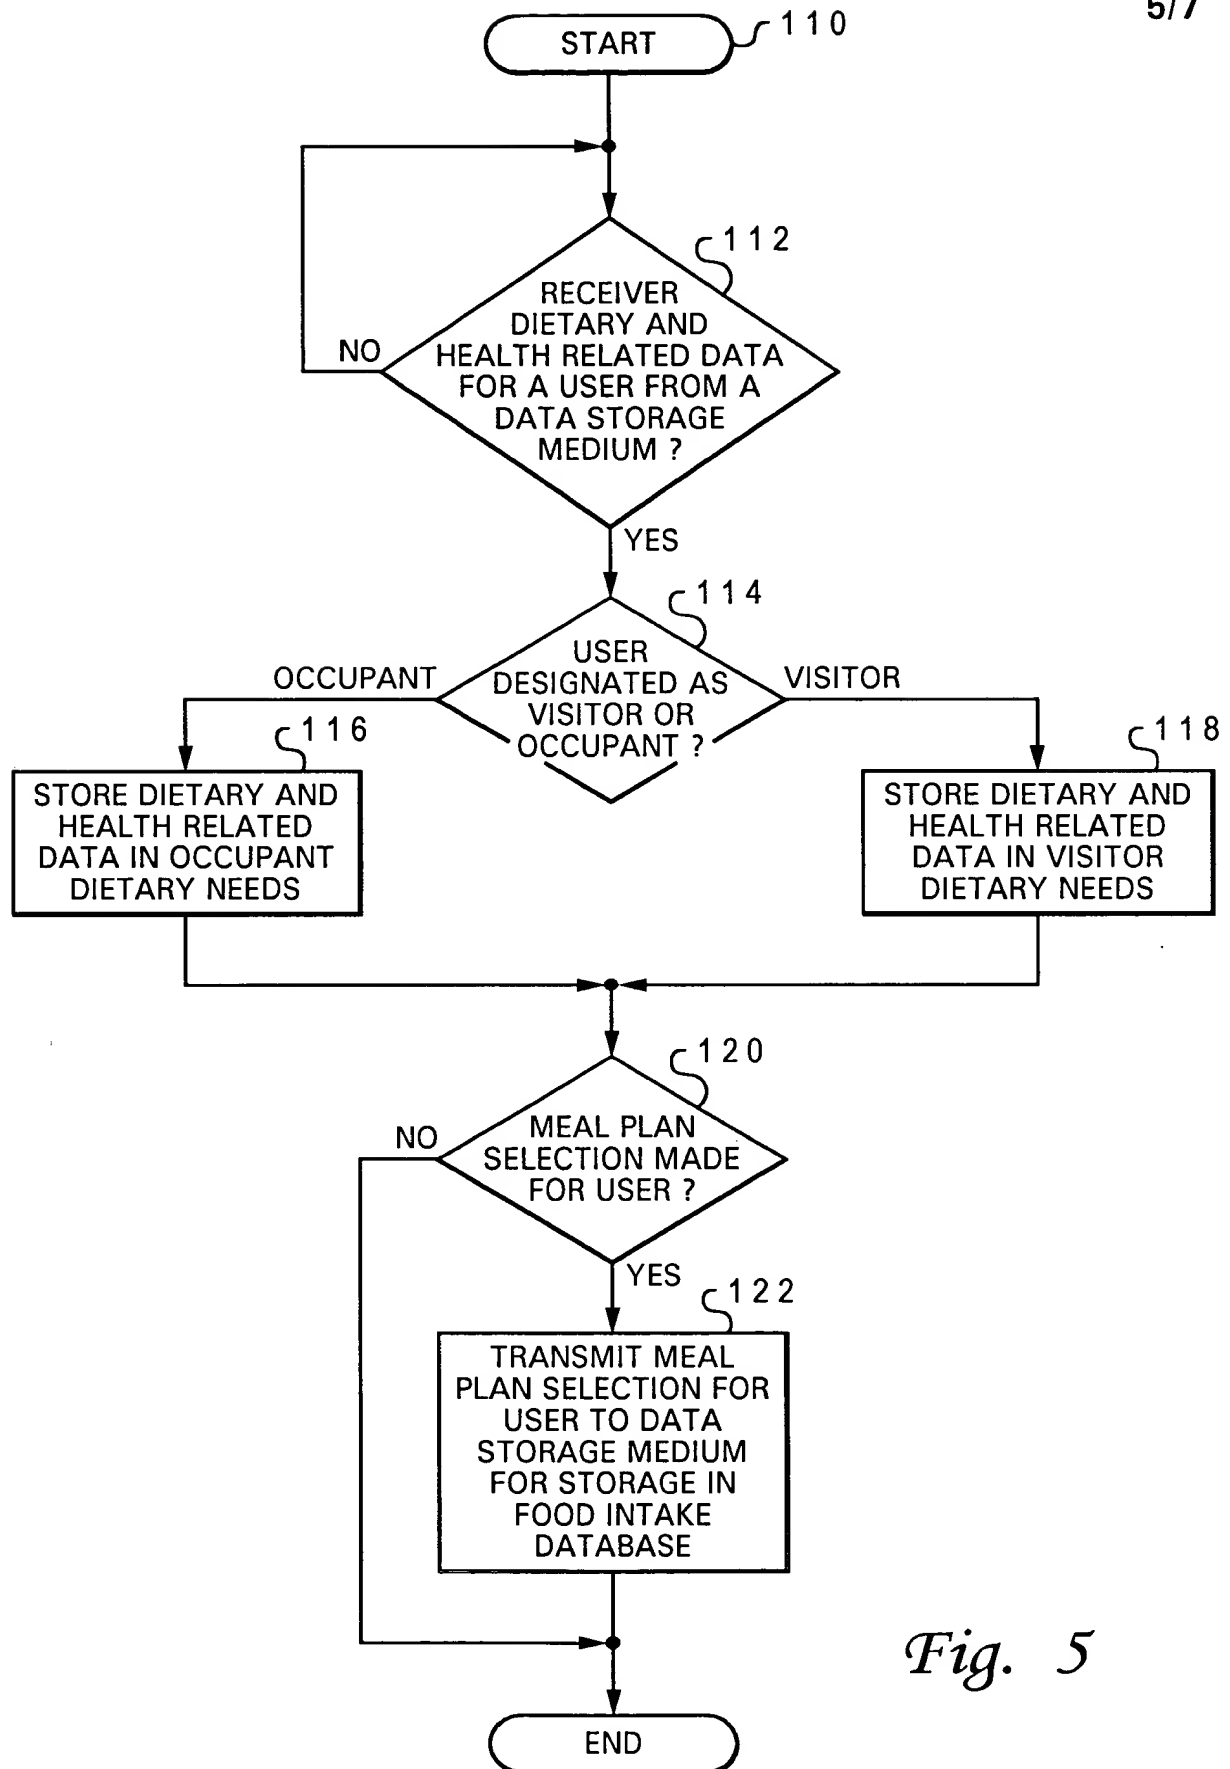 5/7
START
110
112
RECEIVER
DIETARY AND
HEALTH RELATED DATA
FOR A USER FROM A
DATA STORAGE
MEDIUM ?
NO
YES
114
USER
DESIGNATED AS
VISITOR OR
OCCUPANT ?
OCCUPANT
VISITOR
116
STORE DIETARY AND
HEALTH RELATED
DATA IN OCCUPANT
DIETARY NEEDS
118
STORE DIETARY AND
HEALTH RELATED
DATA IN VISITOR
DIETARY NEEDS
120
MEAL PLAN
SELECTION MADE
FOR USER ?
NO
YES
122
TRANSMIT MEAL
PLAN SELECTION FOR
USER TO DATA
STORAGE MEDIUM
FOR STORAGE IN
FOOD INTAKE
DATABASE
END
Fig. 5